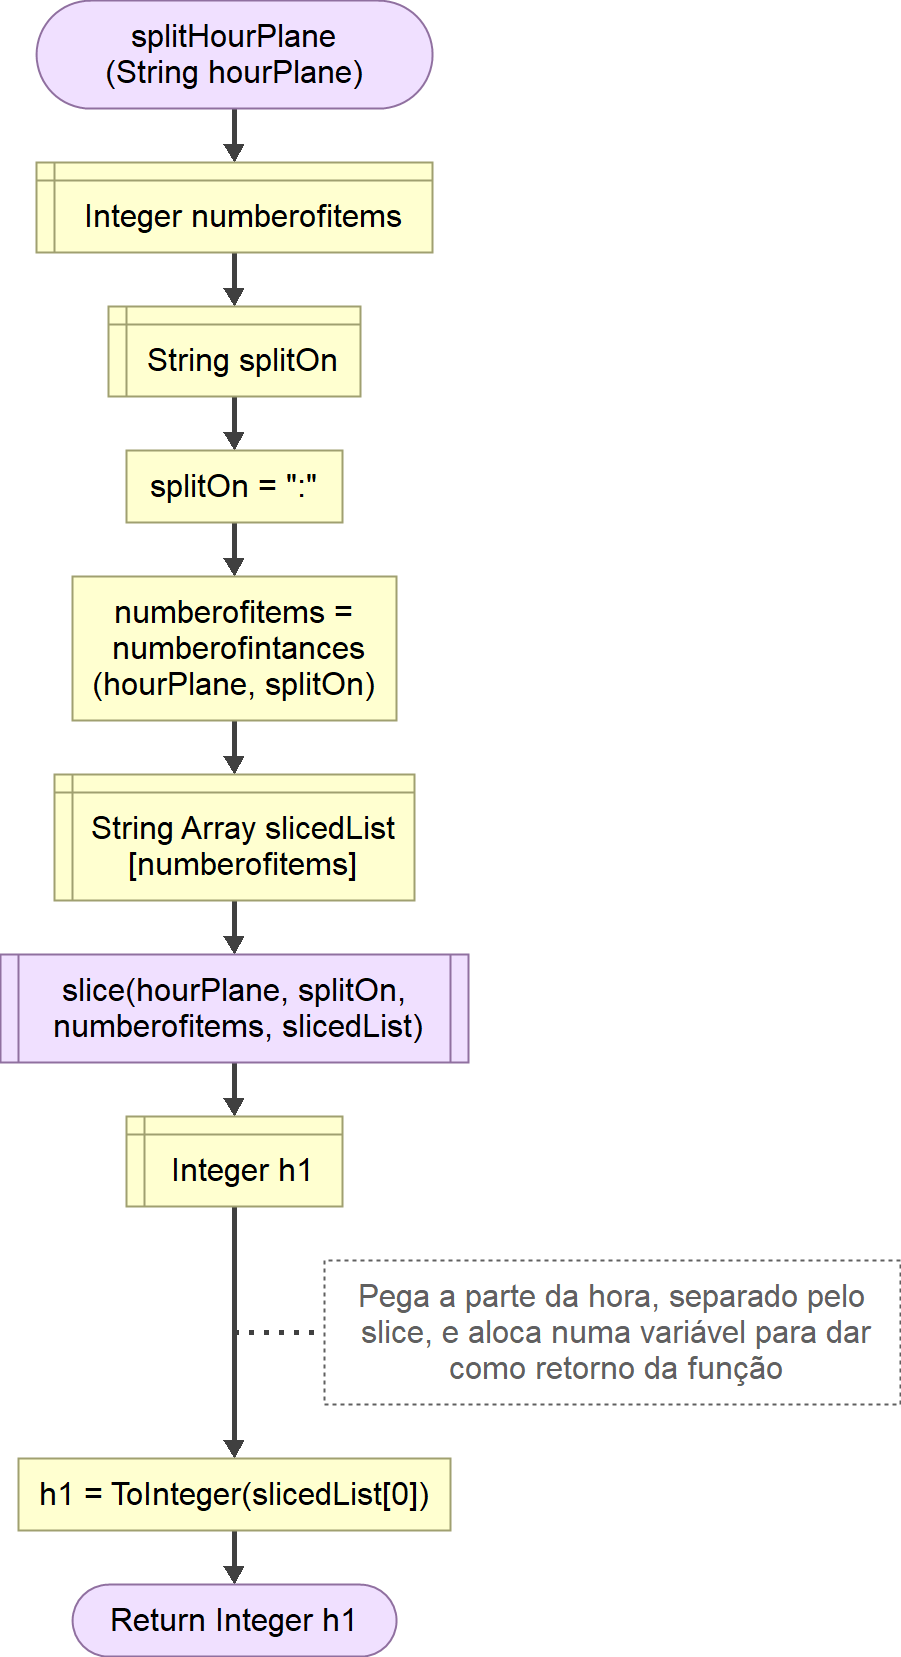 splitHourPlane
(String hourPlane)
Integer numberofitems
String splitOn
splitOn = ":"
numberofitems =
numberofintances
(hourPlane, splitOn)
String Array slicedList
[numberofitems]
slice(hourPlane, splitOn,
numberofitems, slicedList)
Integer h1
Pega a parte da hora, separado pelo
slice, e aloca numa variável para dar
como retorno da função
h1 = ToInteger(slicedList[0])
Return Integer h1